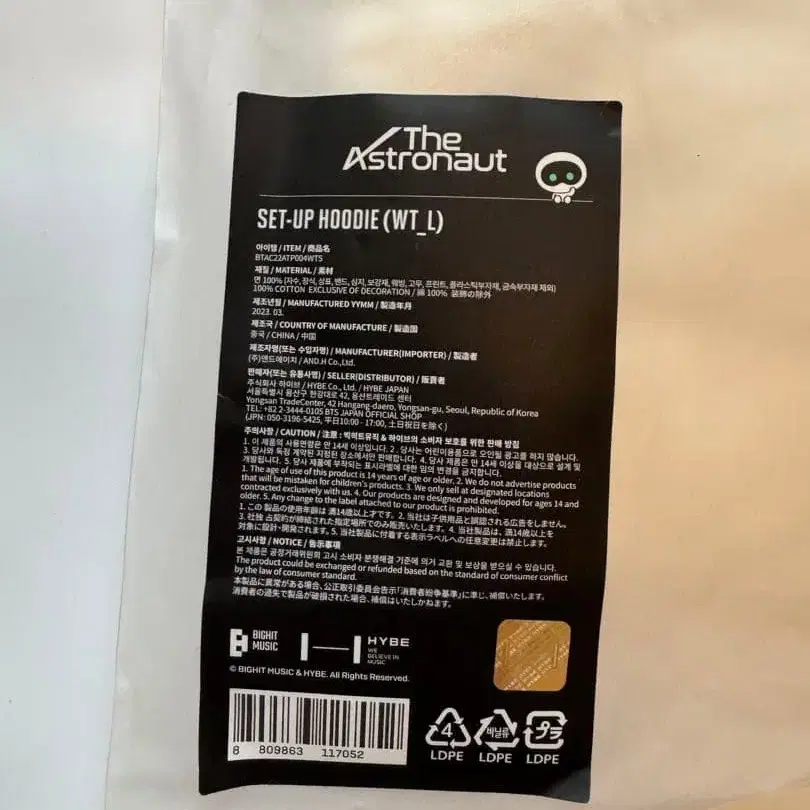 The
Astronaut
SET-UP HOODIE (WT_L)
아이템 / ITEM / 商品名
BTAC22ATP004WTS
재질 / MATERIAL / 素材
면 100% (자수, 장식, 상표, 밴드, 심지, 보강재, 웨빙, 고무, 프린트, 플라스틱부자재, 금속부자재 제외)
100% COTTON EXCLUSIVE OF DECORATION / 綿 100% 装飾の除外
제조년월 / MANUFACTURED YYMM / 製造年月
2023. 03.
제조국 / COUNTRY OF MANUFACTURE / 製造国
중국 / CHINA / 中国
제조자명(또는 수입자명) / MANUFACTURER(IMPORTER) / 製造者
(주)앤드에이치 / AND.H Co.,Ltd.
판매자(또는 유통사명) / SELLER(DISTRIBUTOR) / 販賣者
주식회사 하이브 / HYBE Co., Ltd. / HYBE JAPAN
서울특별시 용산구 한강대로 42, 용산트레이드 센터
Yongsan TradeCenter, 42 Hangang-daero, Yongsan-gu, Seoul, Republic of Korea
TEL: +82 2-3444-0105 BTS JAPAN OFFICIAL SHOP
(JPN: 050-3196-5425, 平日10:00 - 17:00, 土日祝日を除く)
주의사항 / CAUTION / 注意 : 빅히트뮤직 & 하이브의 소비자 보호를 위한 판매 방침
1. 이 제품의 사용연령은 만 14세 이상입니다. 2. 당사는 어린이용품으로 오인될 광고를 하지 않습니다.
3. 당사와 독점 계약된 지정된 장소에서만 판매합니다. 4. 당사 제품은 만 14세 이상을 대상으로 설계 및
개발됩니다. 5. 당사 제품에 부착되는 표시라벨에 대한 임의 변경을 금지합니다.
1. The age of use of this product is 14 years of age or older. 2. We do not advertise products
that will be mistaken for children's products. 3. We only sell at designated locations
contracted exclusively with us. 4. Our products are designed and developed for ages 14 and
older. 5. Any change to the label attached to our product is prohibited.
1. この 製品の使用年齢は 満14歳以上才です。2. 当社は子供用品と誤認される広告をしません。
3. 社独 占契約が締結された指定場所でのみ販売いたします。4. 当社製品は、満14歳以上を
対象に設計・開発されます。5. 当社製品に付着する表示ラベルへの任意変更は禁止します。
고시사항 / NOTICE / 告示事項
본 제품은 공정거래위원회 고시 소비자 분쟁해결 기준에 의거 교환 및 보상을 받으실 수 있습니다.
The product could be exchanged or refunded based on the standard of consumer conflict
by the law of consumer standard.
本製品に異常がある場合、公正取引委員会告示「消費者紛争基準」に準じ、補償いたします。
消費者の過失で製品が破損された場合、補償はいたしかねます。
BIGHIT
MUSIC
HYBE
WE
BELIEVE IN
MUSIC
© BIGHIT MUSIC & HYBE. All Rights Reserved.
8 809863 117052
4
LDPE
비닐류
LDPE
プラ
LDPE